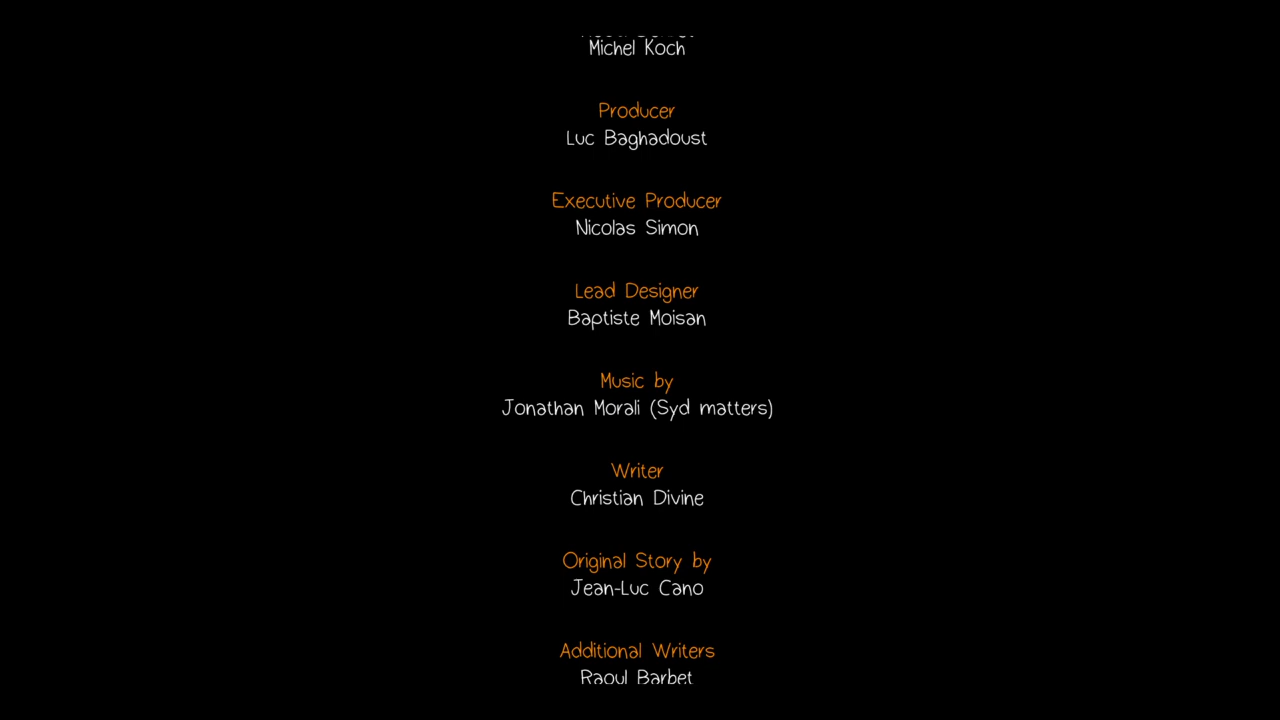 Michel Koch
Producer
Luc Baghadoust
Executive Producer
Nicolas Simon
Lead Designer
Baptiste Moisan
Music by
Jonathan Morali (Syd matters)
Writer
Christian Divine
Original Story by
Jean-Luc Cano
Additional Writers
Raoul Barbet